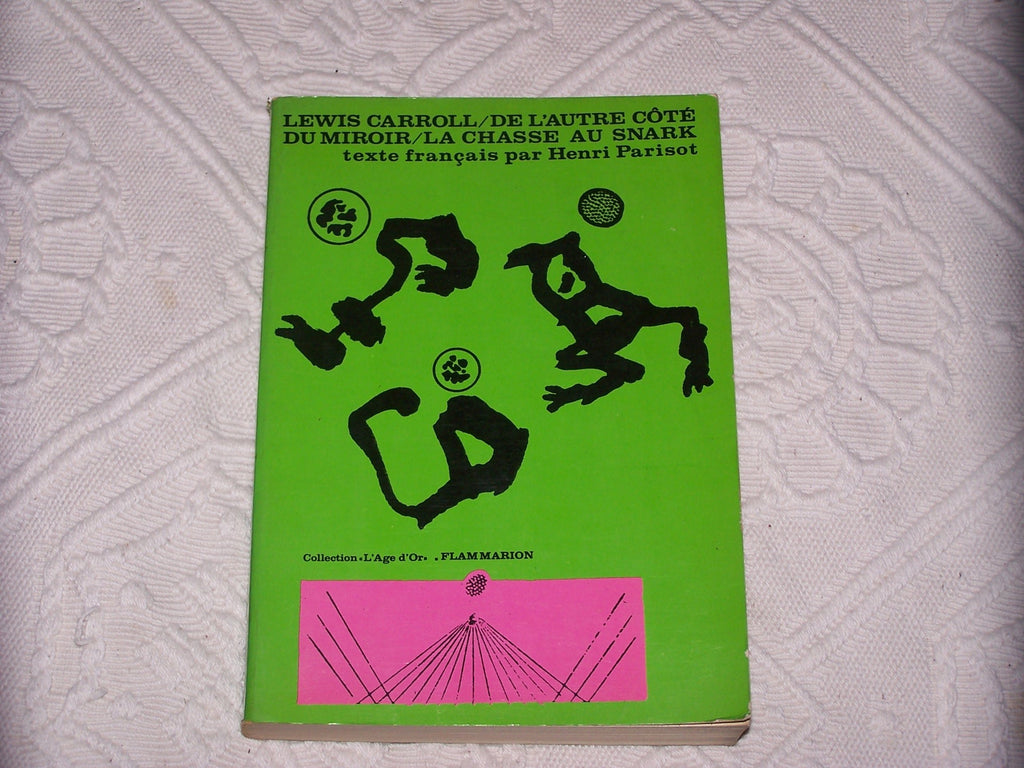 LEWIS CARROLL/DE L'AUTRE CÔTÉ
DU MIROIR/LA CHASSE AU SNARK
texte français par Henri Parisot
Collection «L'Age d'Or» . FLAMMARION